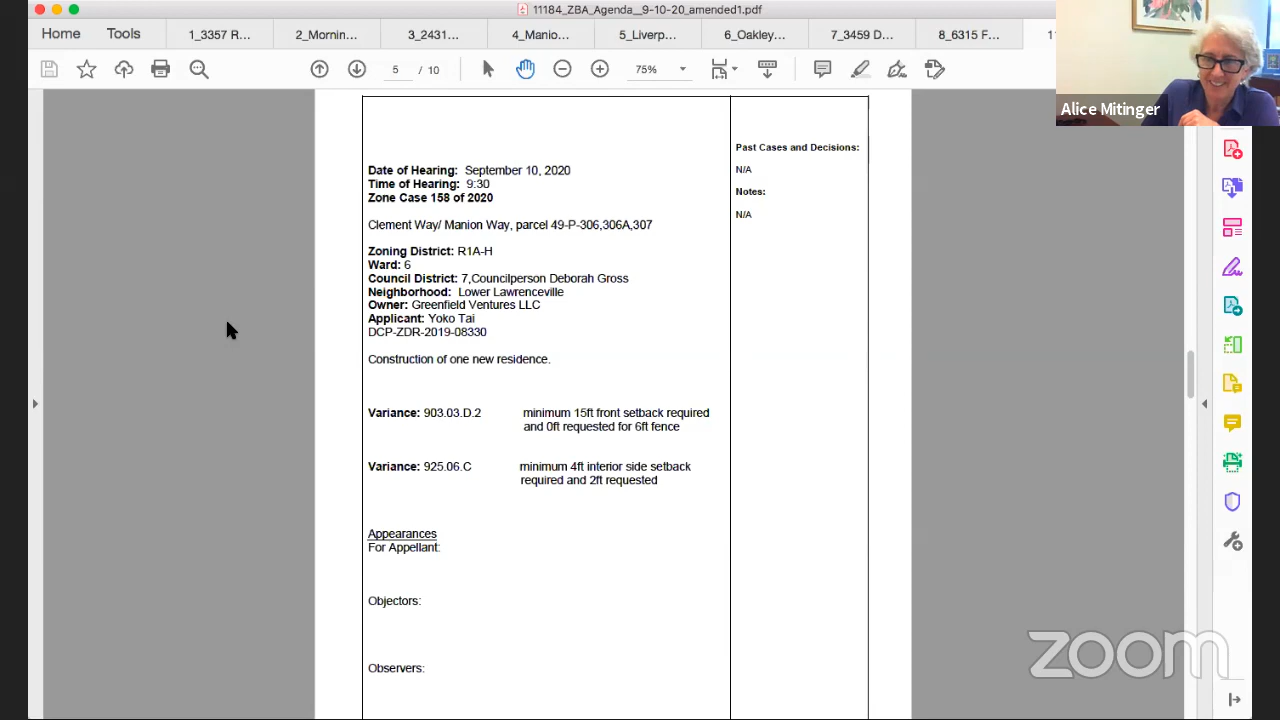 11184_ZBA_Agenda__9-10-20_amended1.pdf
Home Tools 1_3357 R... 2_Mornin... 3_2431... 4_Manio... 5_Liverp... 6_Oakley... 7_3459 D... 8_6315 F...
5 / 10 75%
Alice Mitinger
Past Cases and Decisions:
N/A
Notes:
N/A
Date of Hearing: September 10, 2020
Time of Hearing: 9:30
Zone Case 158 of 2020
Clement Way/ Manion Way, parcel 49-P-306,306A,307
Zoning District: R1A-H
Ward: 6
Council District: 7,Councilperson Deborah Gross
Neighborhood: Lower Lawrenceville
Owner: Greenfield Ventures LLC
Applicant: Yoko Tai
DCP-ZDR-2019-08330
Construction of one new residence.
Variance: 903.03.D.2 minimum 15ft front setback required
and 0ft requested for 6ft fence
Variance: 925.06.C minimum 4ft interior side setback
required and 2ft requested
Appearances
For Appellant:
Objectors:
Observers:
zoom